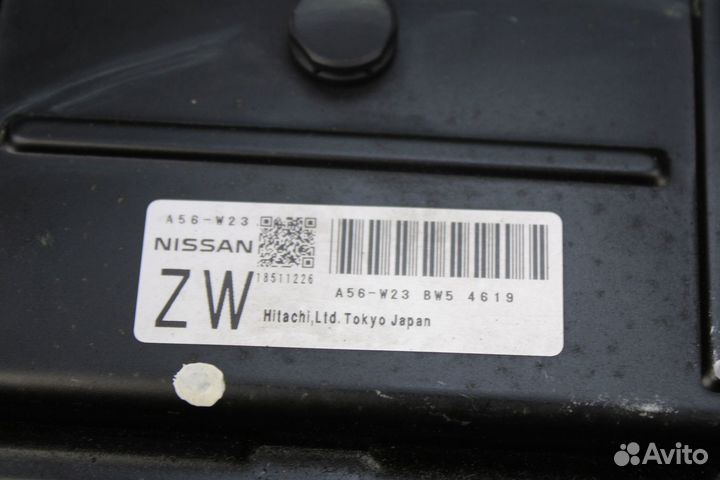 A56-W23
NISSAN
18511226
ZW
A56-W23 BW5 4619
Hitachi,Ltd.Tokyo Japan
Avito